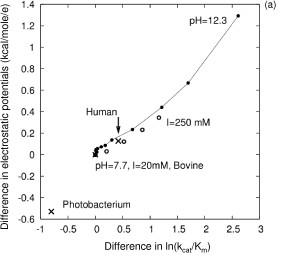 (a)
Difference in electrostatic potentials (kcal/mole/e)
1.4
1.2
1
0.8
0.6
0.4
0.2
0
-0.2
-0.4
-0.6
pH=12.3
Human
I=250 mM
pH=7.7, I=20mM, Bovine
Photobacterium
-1 -0.5 0 0.5 1 1.5 2 2.5 3
Difference in ln(kcat/Km)